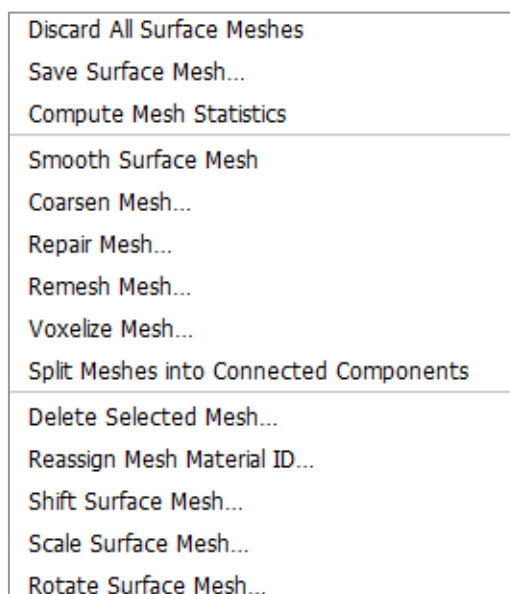 Discard All Surface Meshes
Save Surface Mesh...
Compute Mesh Statistics
Smooth Surface Mesh
Coarsen Mesh...
Repair Mesh...
Remesh Mesh...
Voxelize Mesh...
Split Meshes into Connected Components
Delete Selected Mesh...
Reassign Mesh Material ID...
Shift Surface Mesh...
Scale Surface Mesh...
Rotate Surface Mesh...